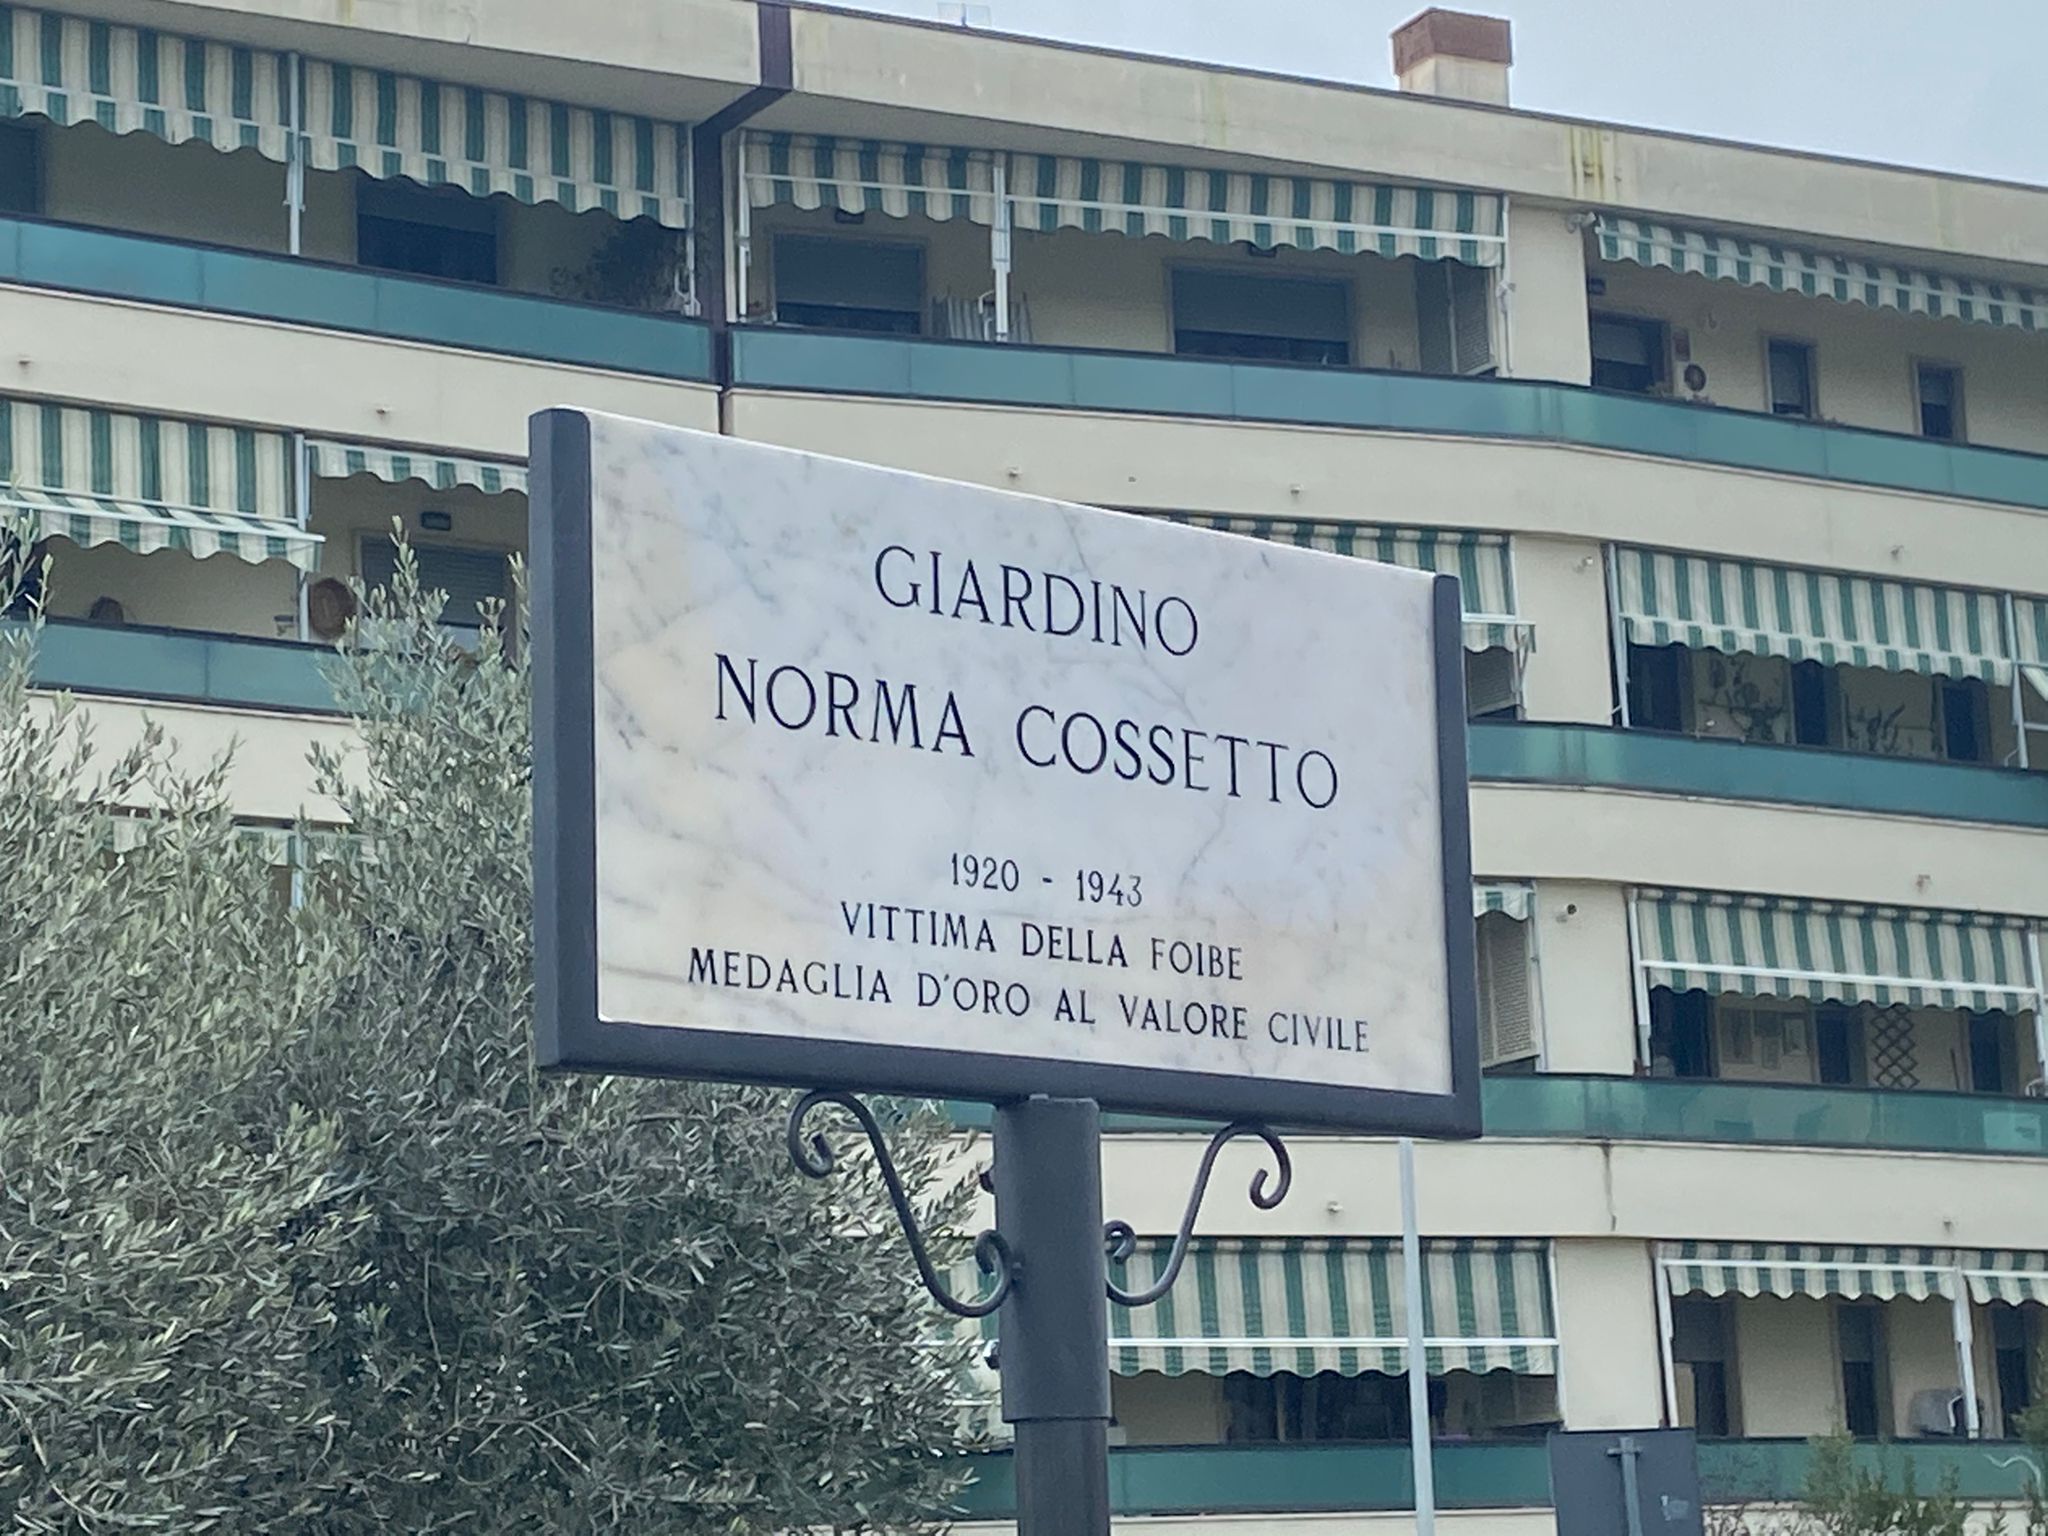 GIARDINO
NORMA COSSETTO
1920 - 1943
VITTIMA DELLA FOIBE
MEDAGLIA D'ORO AL VALORE CIVILE